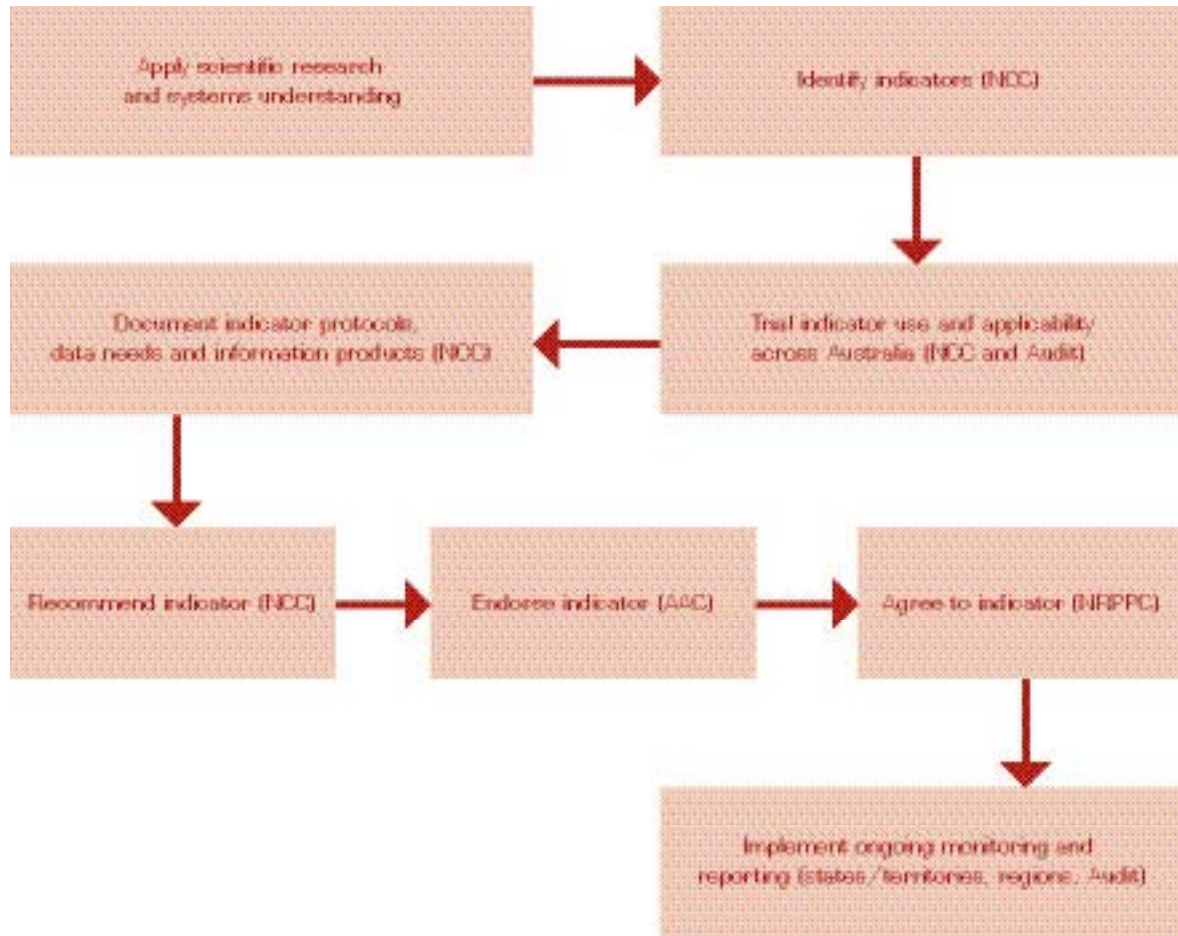 Apply scientific research
and systems understanding
Identify indicators (NCC)
Trial indicator use and applicability
across Australia (NCC and Audit)
Document indicator protocols,
data needs and information products (NCC)
Recommend indicator (NCC)
Endorse indicator (AAC)
Agree to indicator (NRPPC)
Implement ongoing monitoring and
reporting (states/territories, regions, Audit)